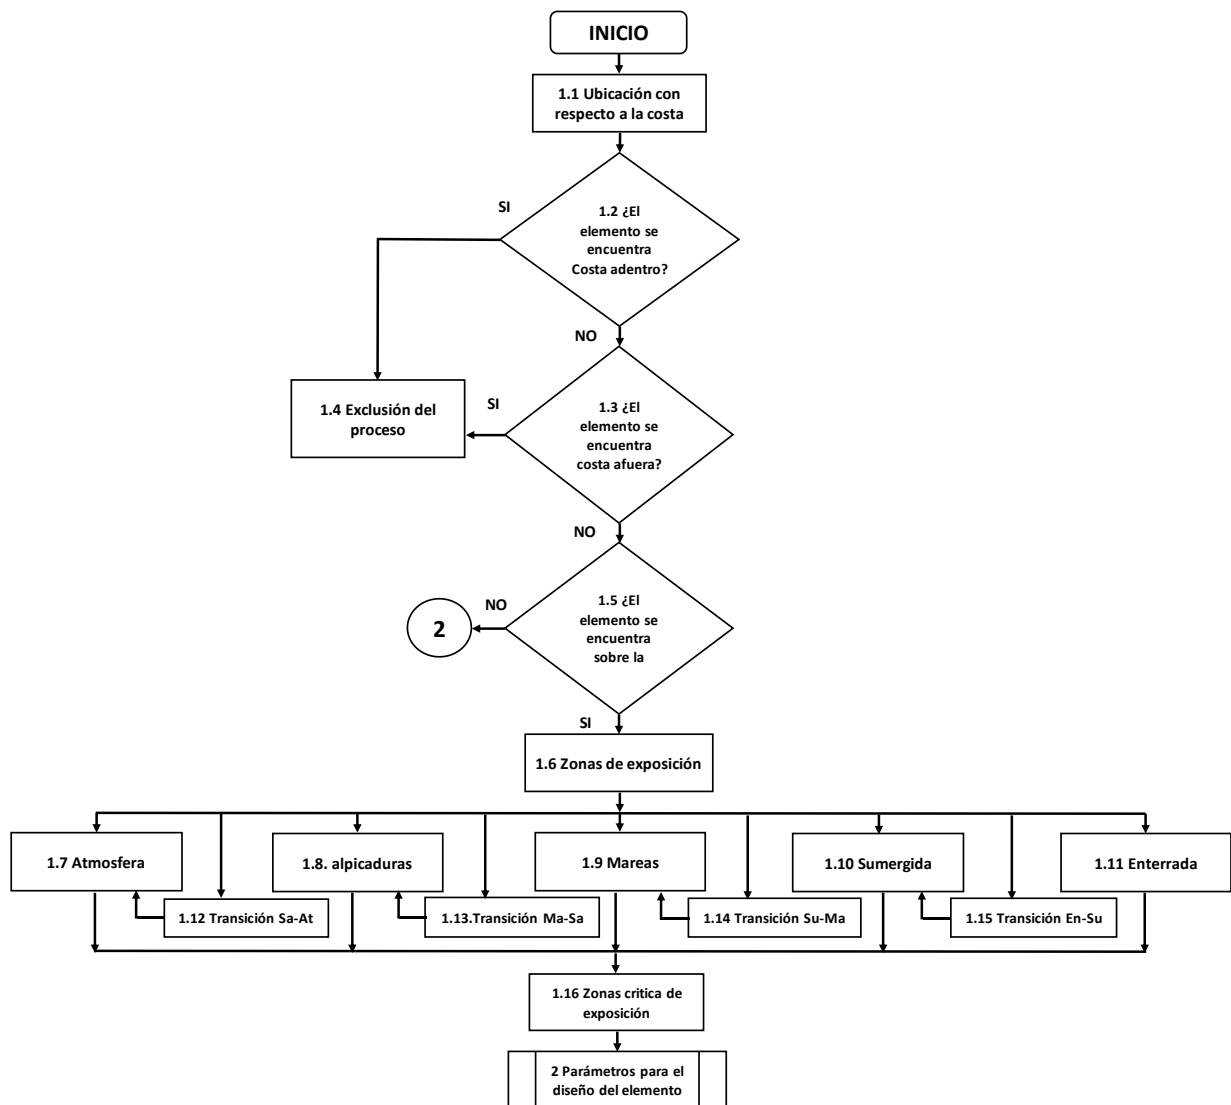 INICIO
1.1 Ubicación con
respecto a la costa
SI
1.2 ¿El
elemento se
encuentra
Costa adentro?
NO
1.4 Exclusión del
proceso
SI
1.3 ¿El
elemento se
encuentra
costa afuera?
NO
2
NO
1.5 ¿El
elemento se
encuentra
sobre la
SI
1.6 Zonas de exposición
1.7 Atmosfera
1.8. alpicaduras
1.9 Mareas
1.10 Sumergida
1.11 Enterrada
1.12 Transición Sa-At
1.13.Transición Ma-Sa
1.14 Transición Su-Ma
1.15 Transición En-Su
1.16 Zonas critica de
exposición
2 Parámetros para el
diseño del elemento